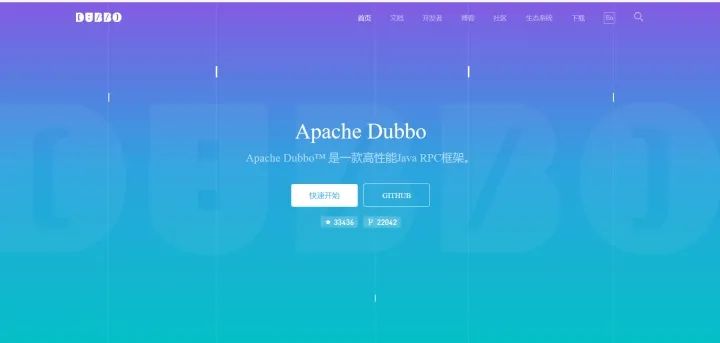 DUBBO 首页 文档 开发者 博客 社区 生态系统 下载 En
DUBBO
Apache Dubbo
Apache Dubbo™ 是一款高性能Java RPC框架。
快速开始 GITHUB
★ 33436 22042